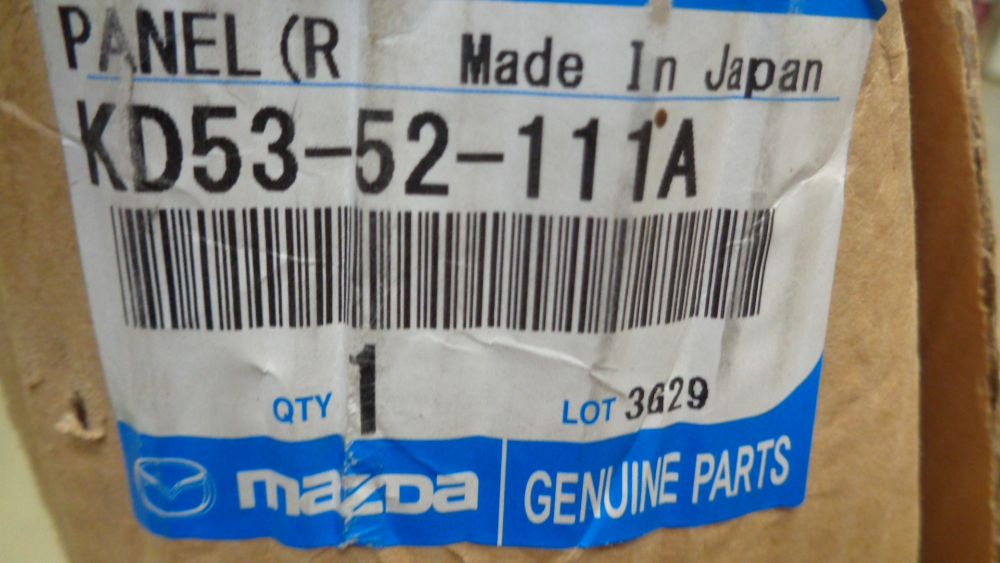 PANEL (R
Made In Japan
KD53-52-111A
QTY 1
LOT 3G29
mazda
GENUINE PARTS